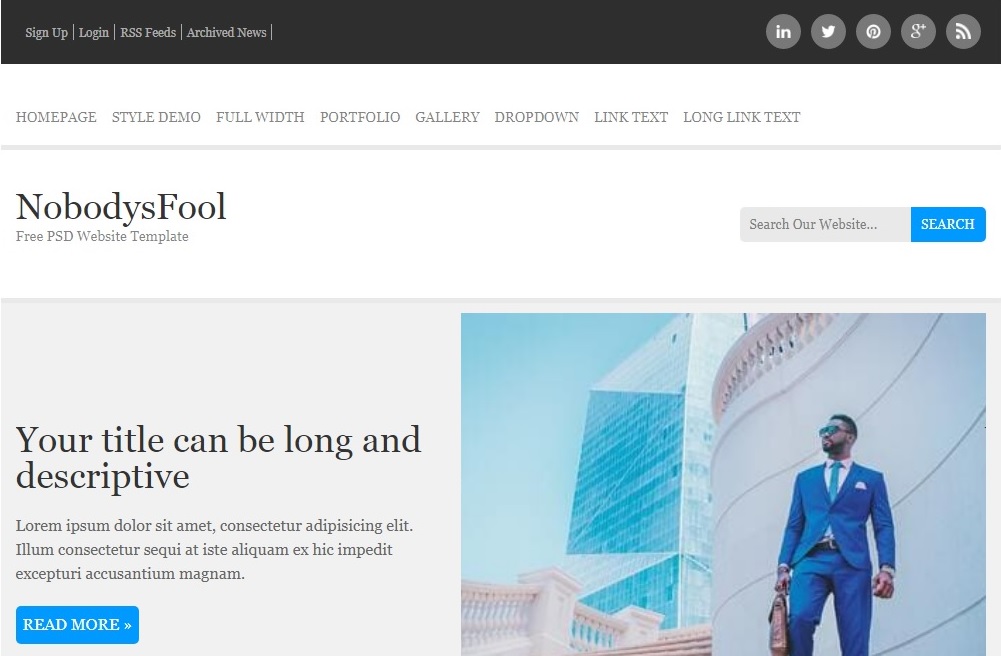 Sign Up | Login | RSS Feeds | Archived News |
in g+
HOMEPAGE STYLE DEMO FULL WIDTH PORTFOLIO GALLERY DROPDOWN LINK TEXT LONG LINK TEXT
NobodysFool
Free PSD Website Template
Search Our Website... SEARCH
Your title can be long and
descriptive
Lorem ipsum dolor sit amet, consectetur adipisicing elit.
Illum consectetur sequi at iste aliquam ex hic impedit
excepturi accusantium magnam.
READ MORE »